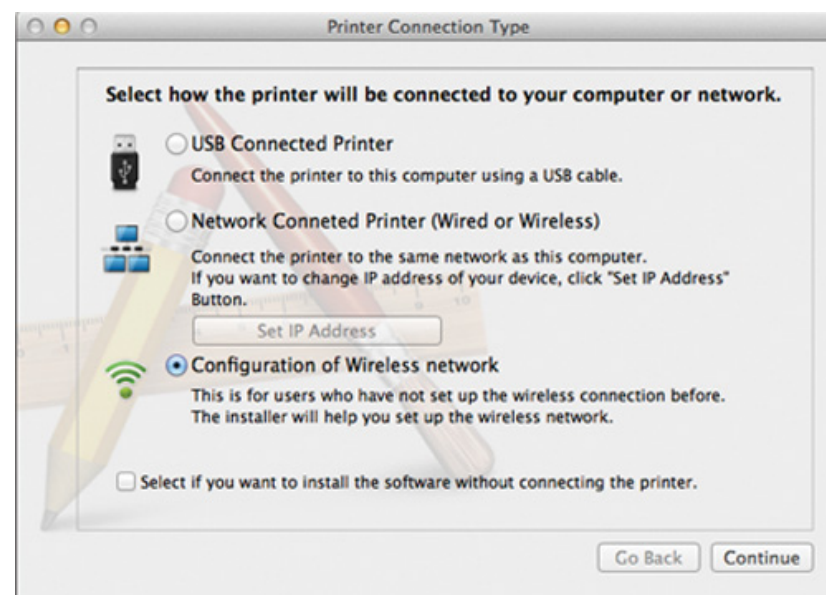 Printer Connection Type
Select how the printer will be connected to your computer or network.
USB Connected Printer
Connect the printer to this computer using a USB cable.
Network Conneted Printer (Wired or Wireless)
Connect the printer to the same network as this computer.
If you want to change IP address of your device, click "Set IP Address"
Button.
Set IP Address
Configuration of Wireless network
This is for users who have not set up the wireless connection before.
The installer will help you set up the wireless network.
Select if you want to install the software without connecting the printer.
Go Back Continue